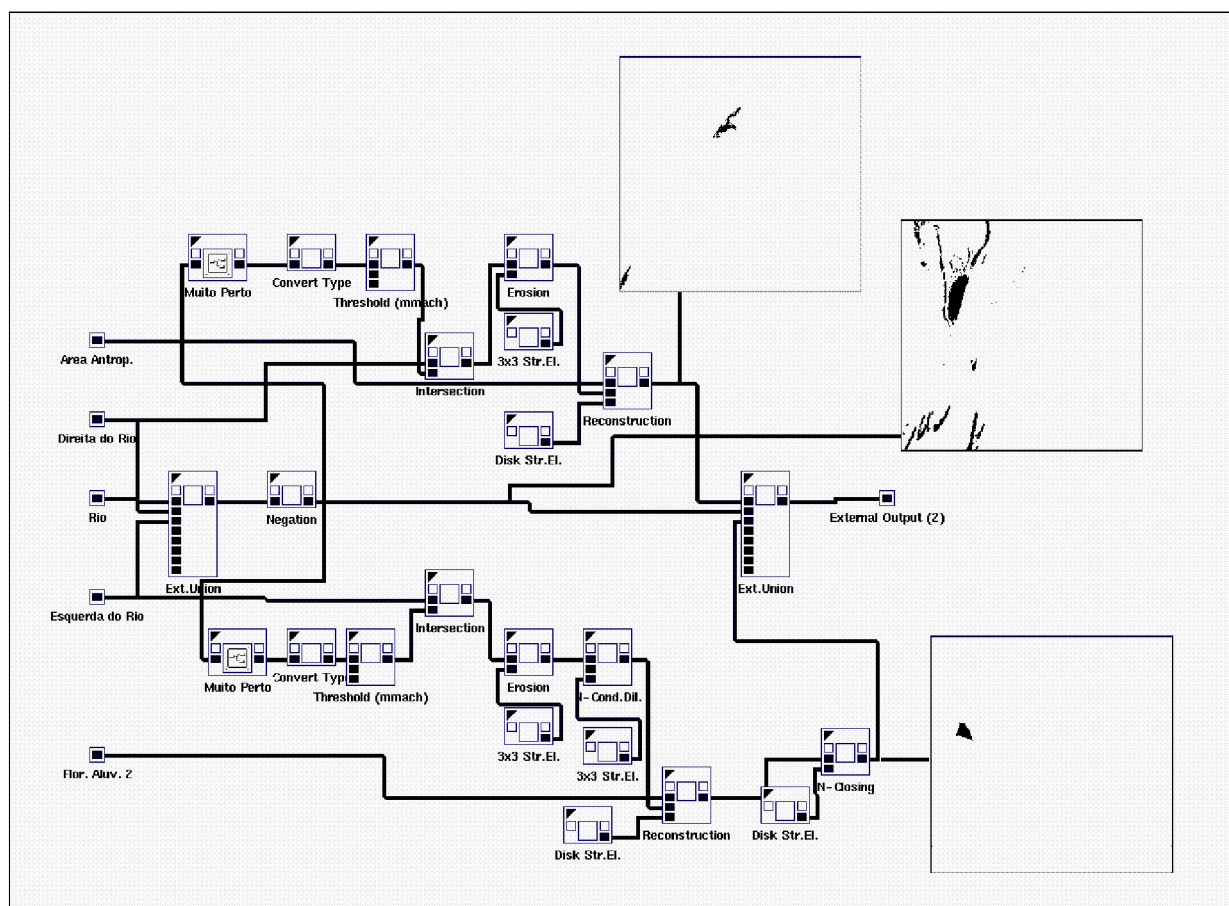 Muito Perto
Convert Type
Threshold (mmach)
Erosion
3x3 Str.El.
Area Antrop.
Intersection
Reconstruction
Direita do Rio
Disk Str.El.
Rio
Negation
External Output (2)
Ext.Union
Ext.Union
Esquerda do Rio
Intersection
Muito Perto
Convert Type
Threshold (mmach)
Erosion
N-Cond.Dil.
3x3 Str.El.
3x3 Str.El.
Flor. Aluv. 2
N-Closing
Disk Str.El.
Reconstruction
Disk Str.El.